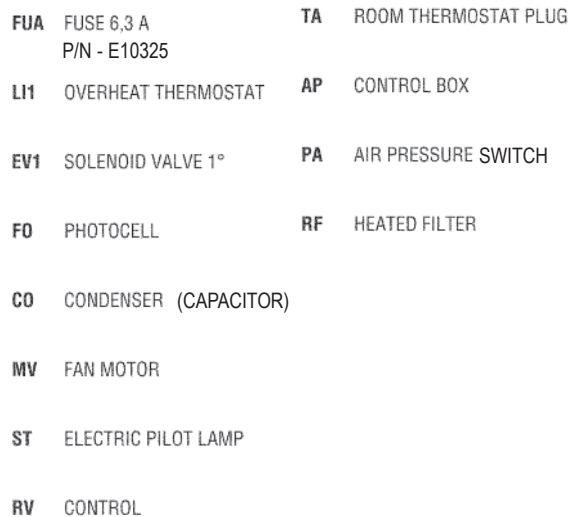 FUA FUSE 6,3 A
P/N - E10325
LI1 OVERHEAT THERMOSTAT
EV1 SOLENOID VALVE 1°
FO PHOTOCELL
CO CONDENSER (CAPACITOR)
MV FAN MOTOR
ST ELECTRIC PILOT LAMP
RV CONTROL
TA ROOM THERMOSTAT PLUG
AP CONTROL BOX
PA AIR PRESSURE SWITCH
RF HEATED FILTER